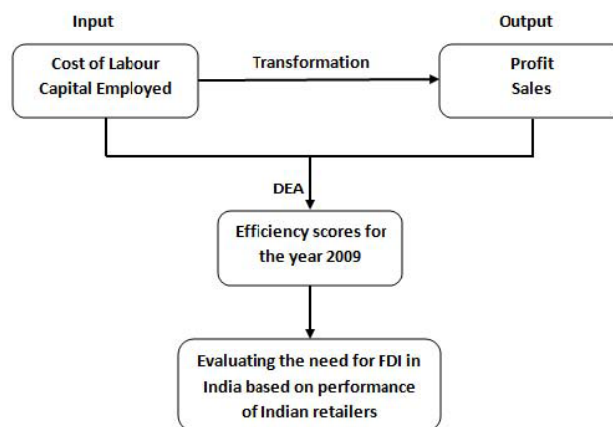 Input
Output
Cost of Labour
Capital Employed
Transformation
Profit
Sales
DEA
Efficiency scores for
the year 2009
Evaluating the need for FDI in
India based on performance
of Indian retailers